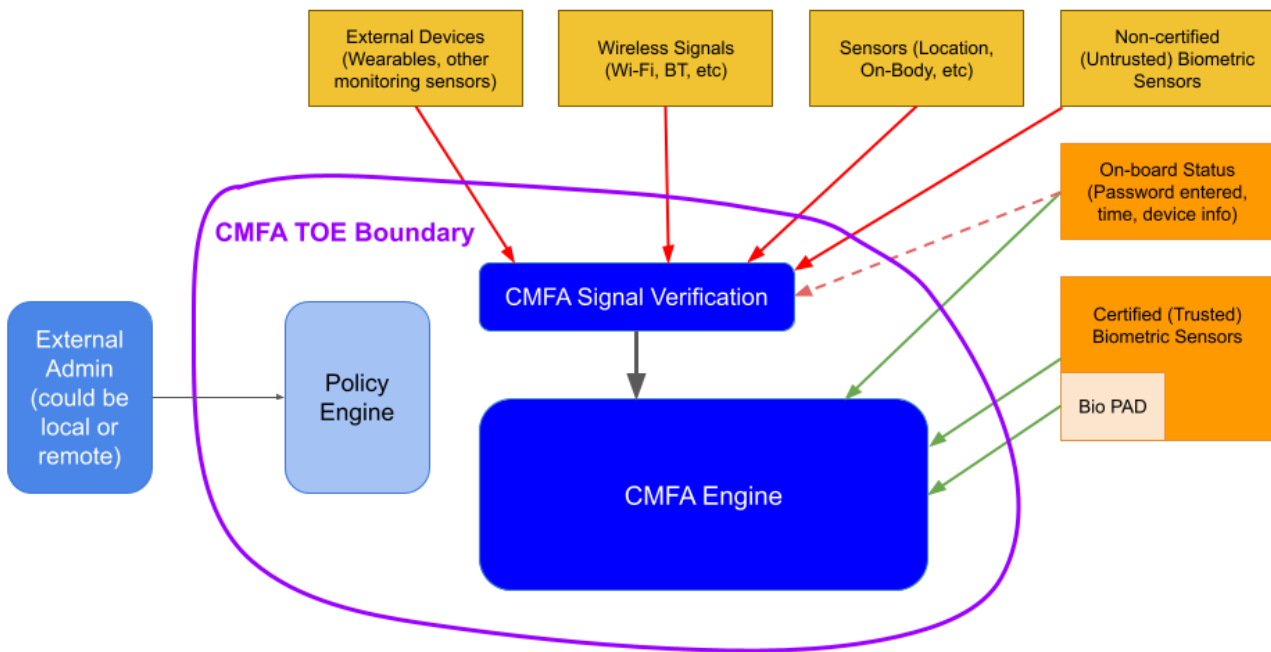 External Devices
(Wearables, other
monitoring sensors)
Wireless Signals
(Wi-Fi, BT, etc)
Sensors (Location,
On-Body, etc)
Non-certified
(Untrusted) Biometric
Sensors
On-board Status
(Password entered,
time, device info)
CMFA TOE Boundary
CMFA Signal Verification
Certified (Trusted)
Biometric Sensors
Bio PAD
External
Admin
(could be
local or
remote)
Policy
Engine
CMFA Engine